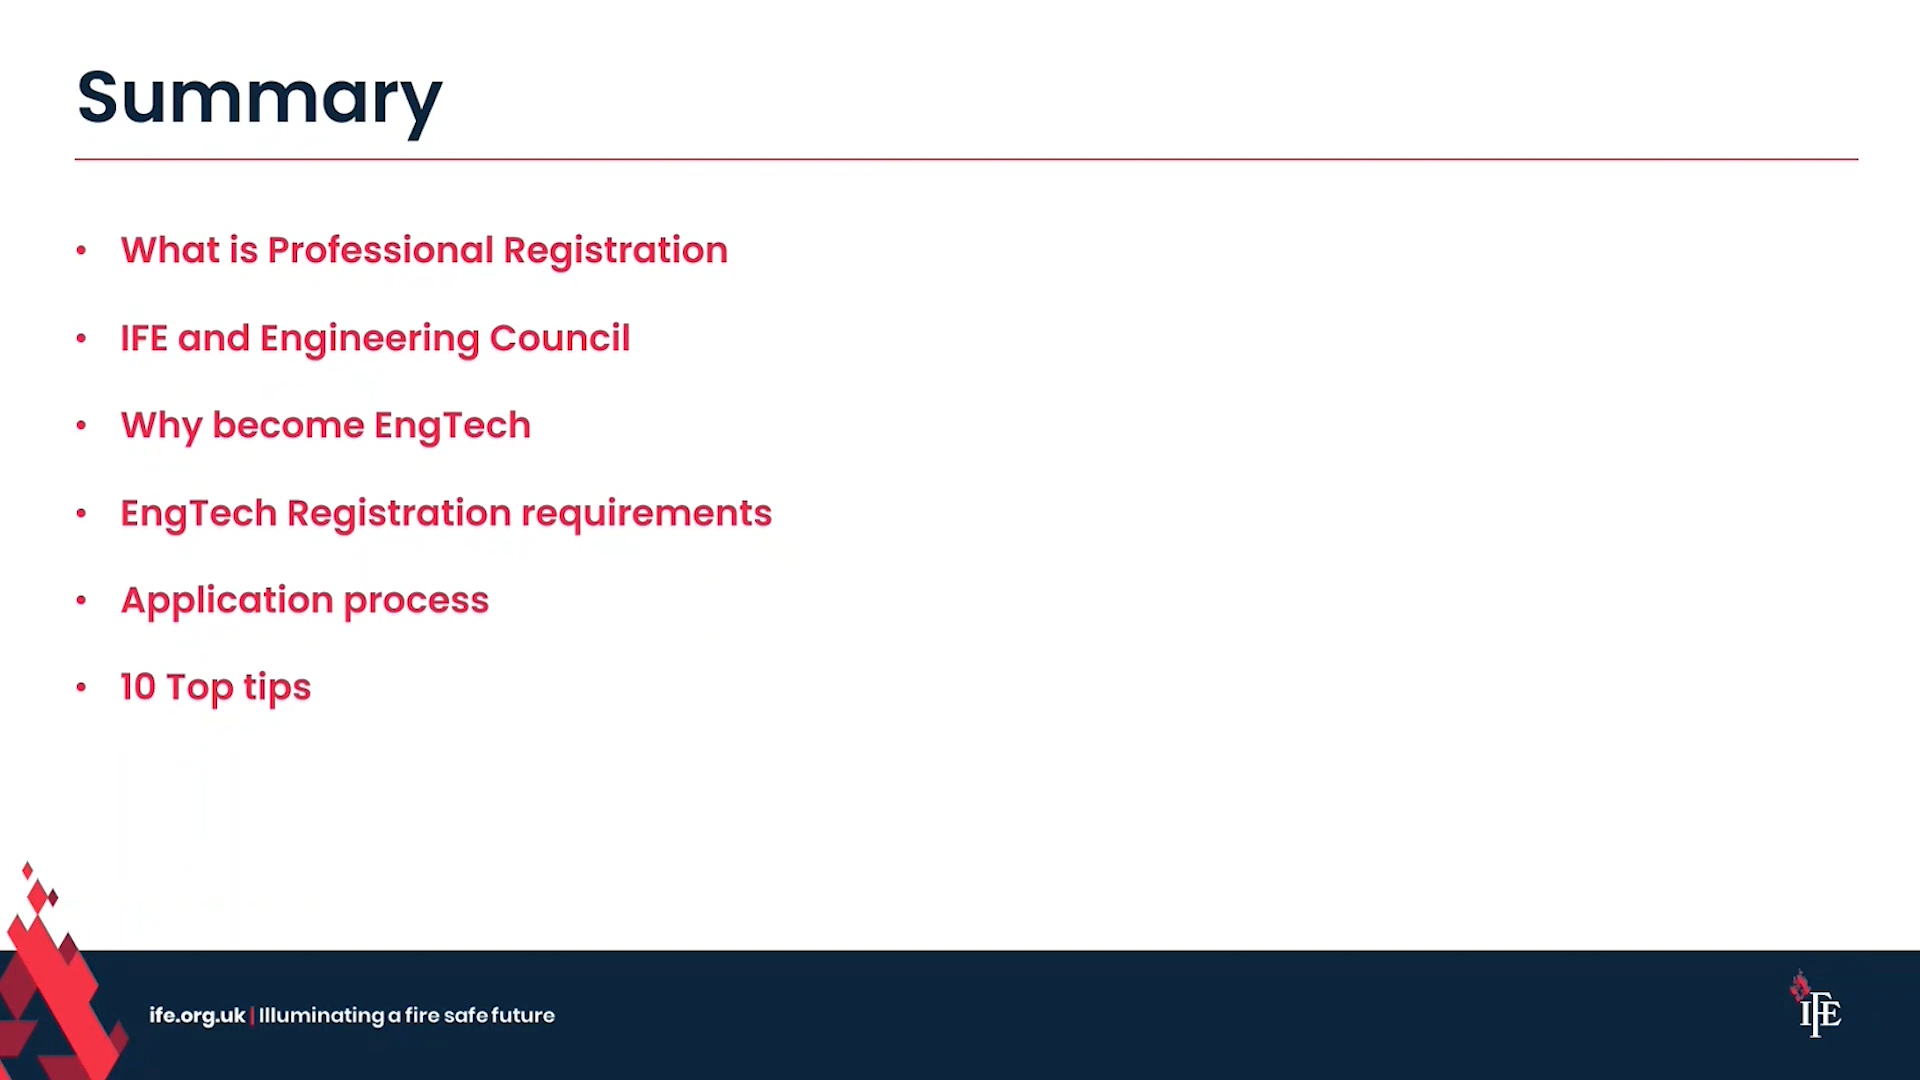 Summary
• What is Professional Registration
• IFE and Engineering Council
• Why become EngTech
• EngTech Registration requirements
• Application process
• 10 Top tips
ife.org.uk | Illuminating a fire safe future
IFE